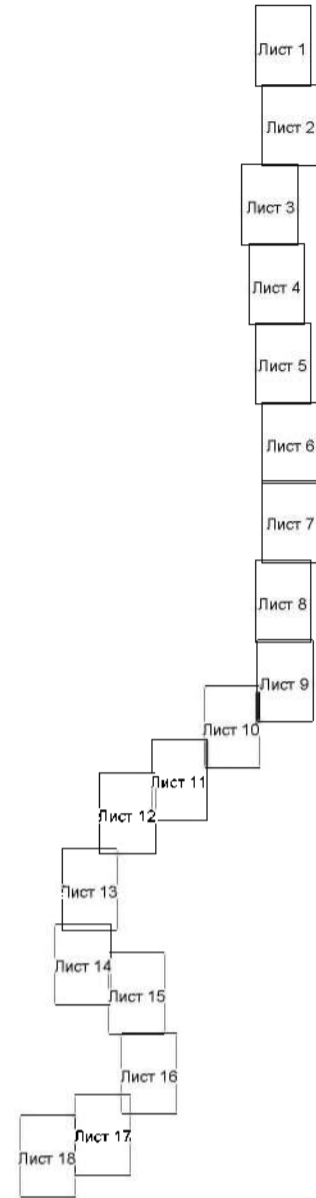 Лист 1
Лист 2
Лист 3
Лист 4
Лист 5
Лист 6
Лист 7
Лист 8
Лист 9
Лист 10
Лист 11
Лист 12
Лист 13
Лист 14
Лист 15
Лист 16
Лист 17
Лист 18